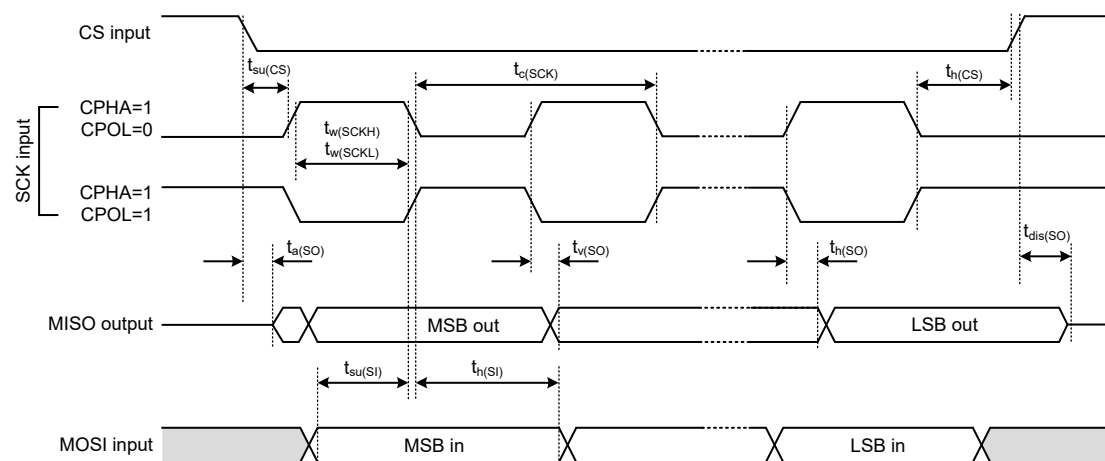 CS input
tsu(CS)
tc(SCK)
th(CS)
SCK input
CPHA=1
CPOL=0
tw(SCKH)
tw(SCKL)
CPHA=1
CPOL=1
ta(SO)
tv(SO)
th(SO)
tdis(SO)
MISO output
MSB out
LSB out
tsu(SI)
th(SI)
MOSI input
MSB in
LSB in